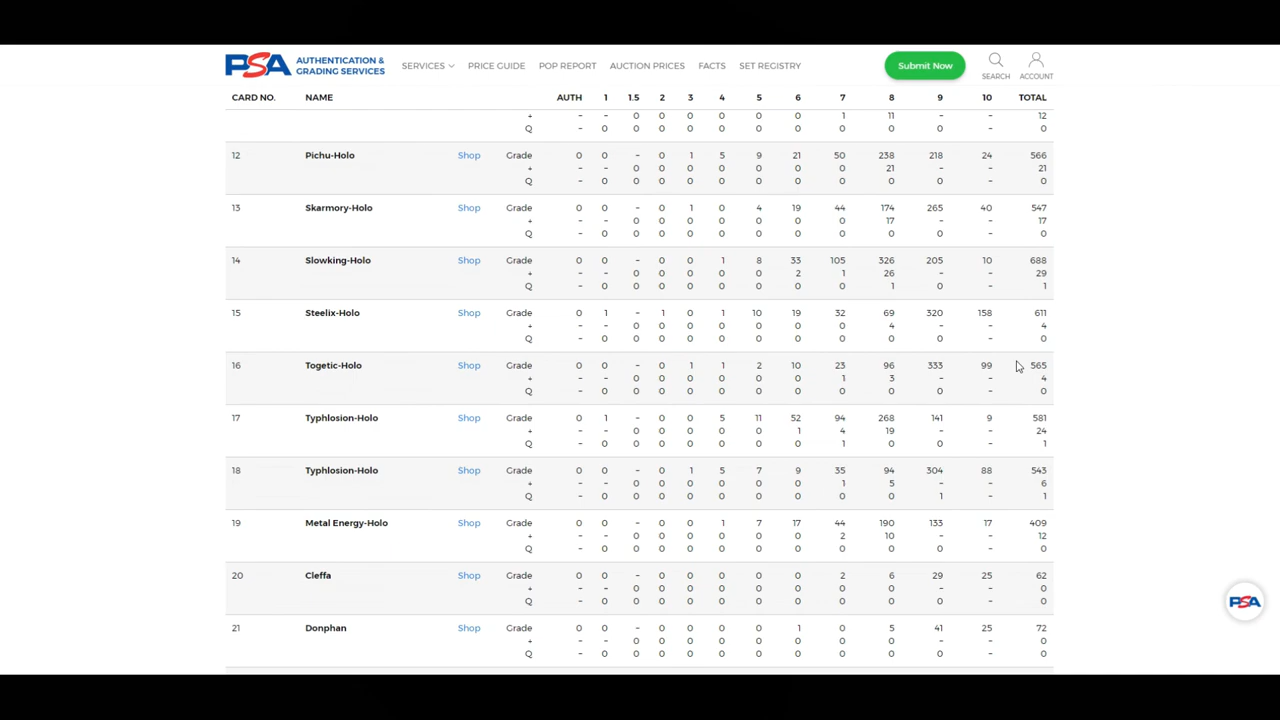 PSA AUTHENTICATION & GRADING SERVICES SERVICES PRICE GUIDE POP REPORT AUCTION PRICES FACTS SET REGISTRY Submit Now SEARCH ACCOUNT
CARD NO. NAME AUTH 1 1.5 2 3 4 5 6 7 8 9 10 TOTAL
+ - - 0 0 0 0 0 0 1 11 - - 12
Q - 0 0 0 0 0 0 0 0 0 0 - 0
12 Pichu-Holo Shop Grade 0 0 - 0 1 5 9 21 50 238 218 24 566
+ - - 0 0 0 0 0 0 0 21 - - 21
Q - 0 0 0 0 0 0 0 0 0 0 - 0
13 Skarmory-Holo Shop Grade 0 0 - 0 1 0 4 19 44 174 265 40 547
+ - - 0 0 0 0 0 0 0 17 - - 17
Q - 0 0 0 0 0 0 0 0 0 0 - 0
14 Slowking-Holo Shop Grade 0 0 - 0 0 1 8 33 105 326 205 10 688
+ - - 0 0 0 0 0 2 1 26 - - 29
Q - 0 0 0 0 0 0 0 0 1 0 - 1
15 Steelix-Holo Shop Grade 0 1 - 1 0 1 10 19 32 69 320 158 611
+ - - 0 0 0 0 0 0 0 4 - - 4
Q - 0 0 0 0 0 0 0 0 0 0 - 0
16 Togetic-Holo Shop Grade 0 0 - 0 1 1 2 10 23 96 333 99 565
+ - - 0 0 0 0 0 0 1 3 - - 4
Q - 0 0 0 0 0 0 0 0 0 0 - 0
17 Typhlosion-Holo Shop Grade 0 1 - 0 0 5 11 52 94 268 141 9 581
+ - - 0 0 0 0 0 1 4 19 - - 24
Q - 0 0 0 0 0 0 0 1 0 0 - 1
18 Typhlosion-Holo Shop Grade 0 0 - 0 1 5 7 9 35 94 304 88 543
+ - - 0 0 0 0 0 0 1 5 - - 6
Q - 0 0 0 0 0 0 0 0 0 1 - 1
19 Metal Energy-Holo Shop Grade 0 0 - 0 0 1 7 17 44 190 133 17 409
+ - - 0 0 0 0 0 0 2 10 - - 12
Q - 0 0 0 0 0 0 0 0 0 0 - 0
20 Cleffa Shop Grade 0 0 - 0 0 0 0 0 2 6 29 25 62
+ - - 0 0 0 0 0 0 0 0 - - 0
Q - 0 0 0 0 0 0 0 0 0 0 - 0
PSA
21 Donphan Shop Grade 0 0 - 0 0 0 0 1 0 5 41 25 72
+ - - 0 0 0 0 0 0 0 0 - - 0
Q - 0 0 0 0 0 0 0 0 0 0 - 0